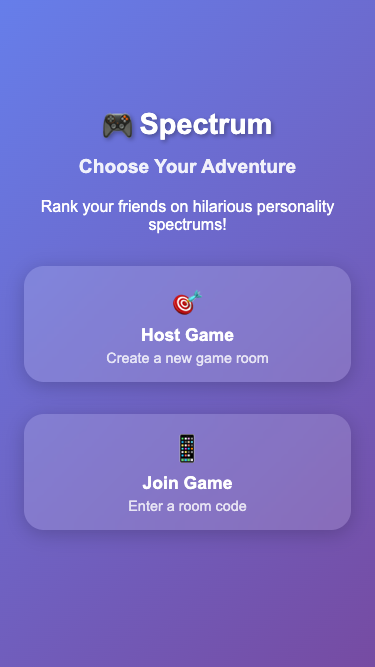 🎮 Spectrum
Choose Your Adventure
Rank your friends on hilarious personality
spectrums!
Host Game
Create a new game room
Join Game
Enter a room code